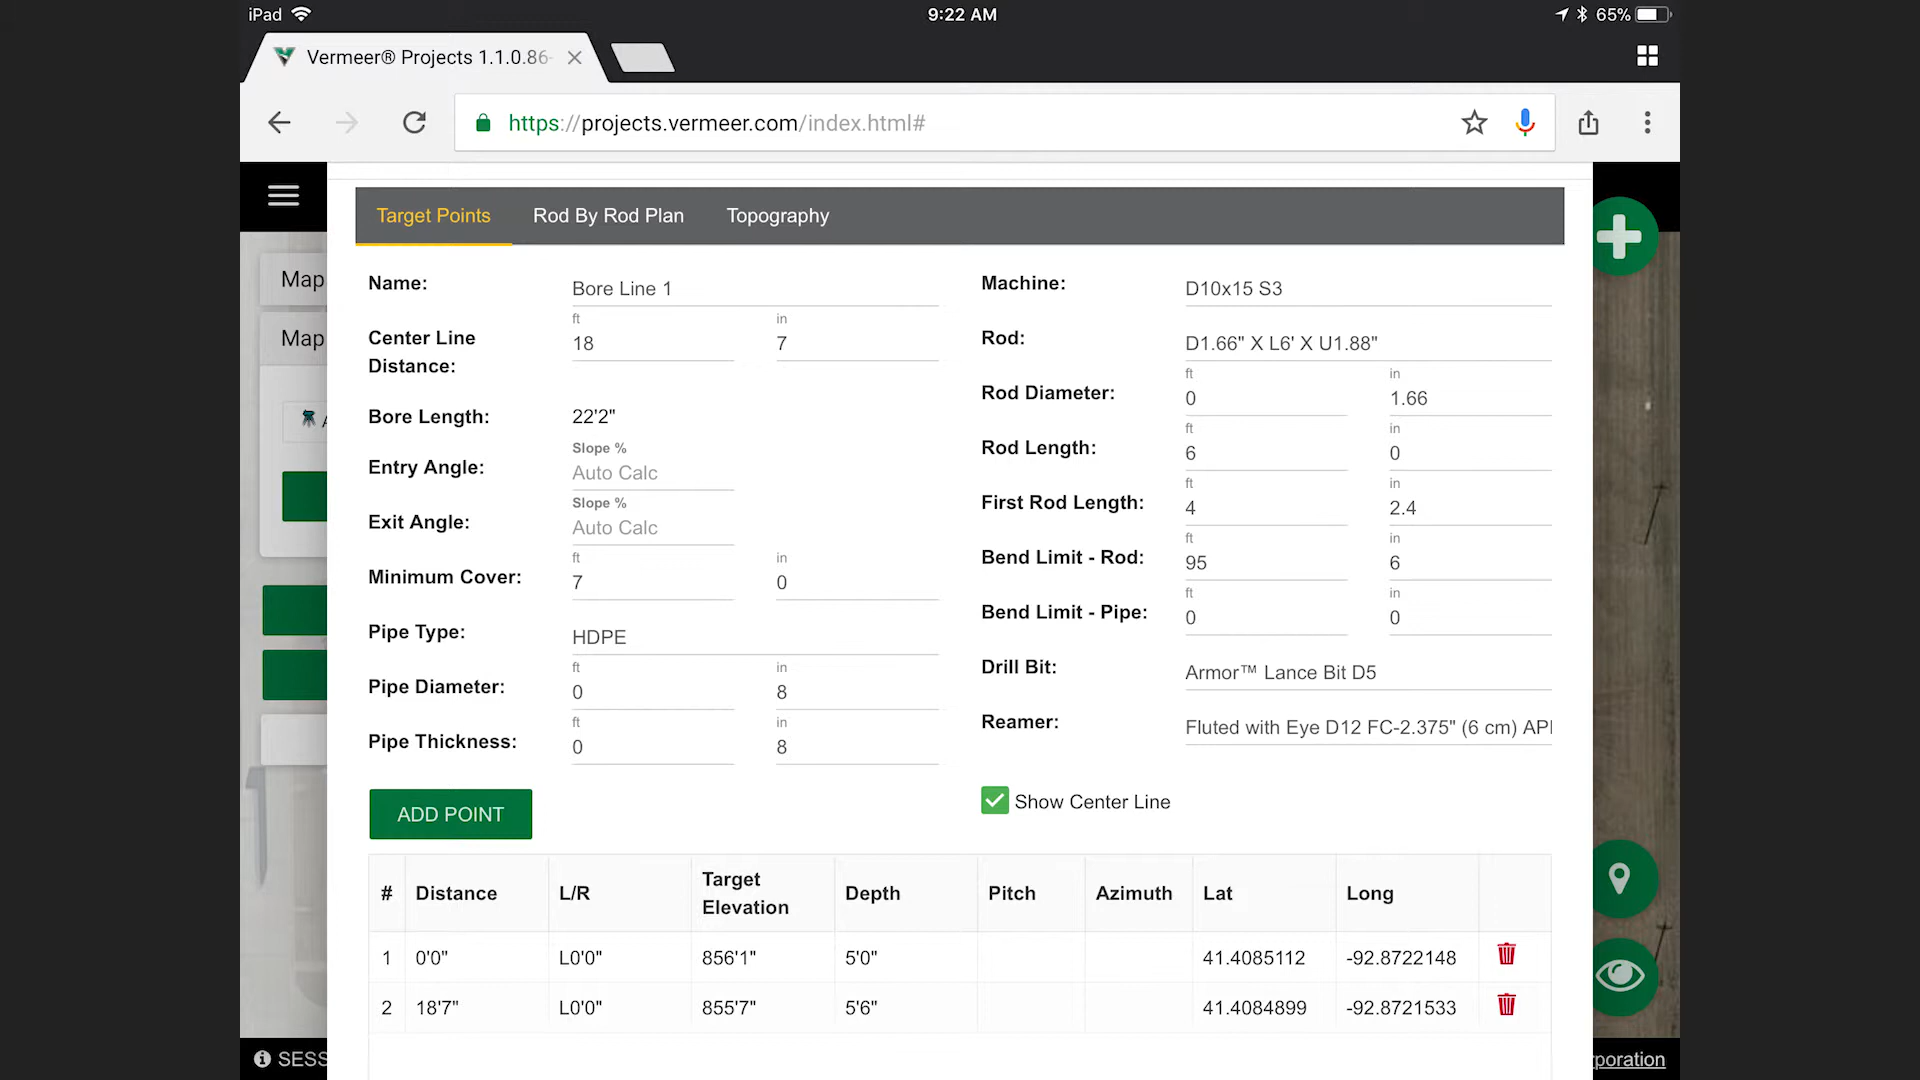 iPad
9:22 AM
65%
Vermeer® Projects 1.1.0.86-
https://projects.vermeer.com/index.html#
Target Points
Rod By Rod Plan
Topography
Map
Map
Name:
Bore Line 1
Center Line Distance:
ft
18
in
7
Bore Length:
22'2"
Entry Angle:
Slope %
Auto Calc
Exit Angle:
Slope %
Auto Calc
Minimum Cover:
ft
7
in
0
Pipe Type:
HDPE
Pipe Diameter:
ft
0
in
8
Pipe Thickness:
ft
0
in
8
Machine:
D10x15 S3
Rod:
D1.66" X L6' X U1.88"
Rod Diameter:
ft
0
in
1.66
Rod Length:
ft
6
in
0
First Rod Length:
ft
4
in
2.4
Bend Limit - Rod:
ft
95
in
6
Bend Limit - Pipe:
ft
0
in
0
Drill Bit:
Armor™ Lance Bit D5
Reamer:
Fluted with Eye D12 FC-2.375" (6 cm) API
ADD POINT
Show Center Line
# Distance L/R Target Elevation Depth Pitch Azimuth Lat Long
1 0'0" L0'0" 856'1" 5'0" 41.4085112 -92.8722148
2 18'7" L0'0" 855'7" 5'6" 41.4084899 -92.8721533
SESS
rporation